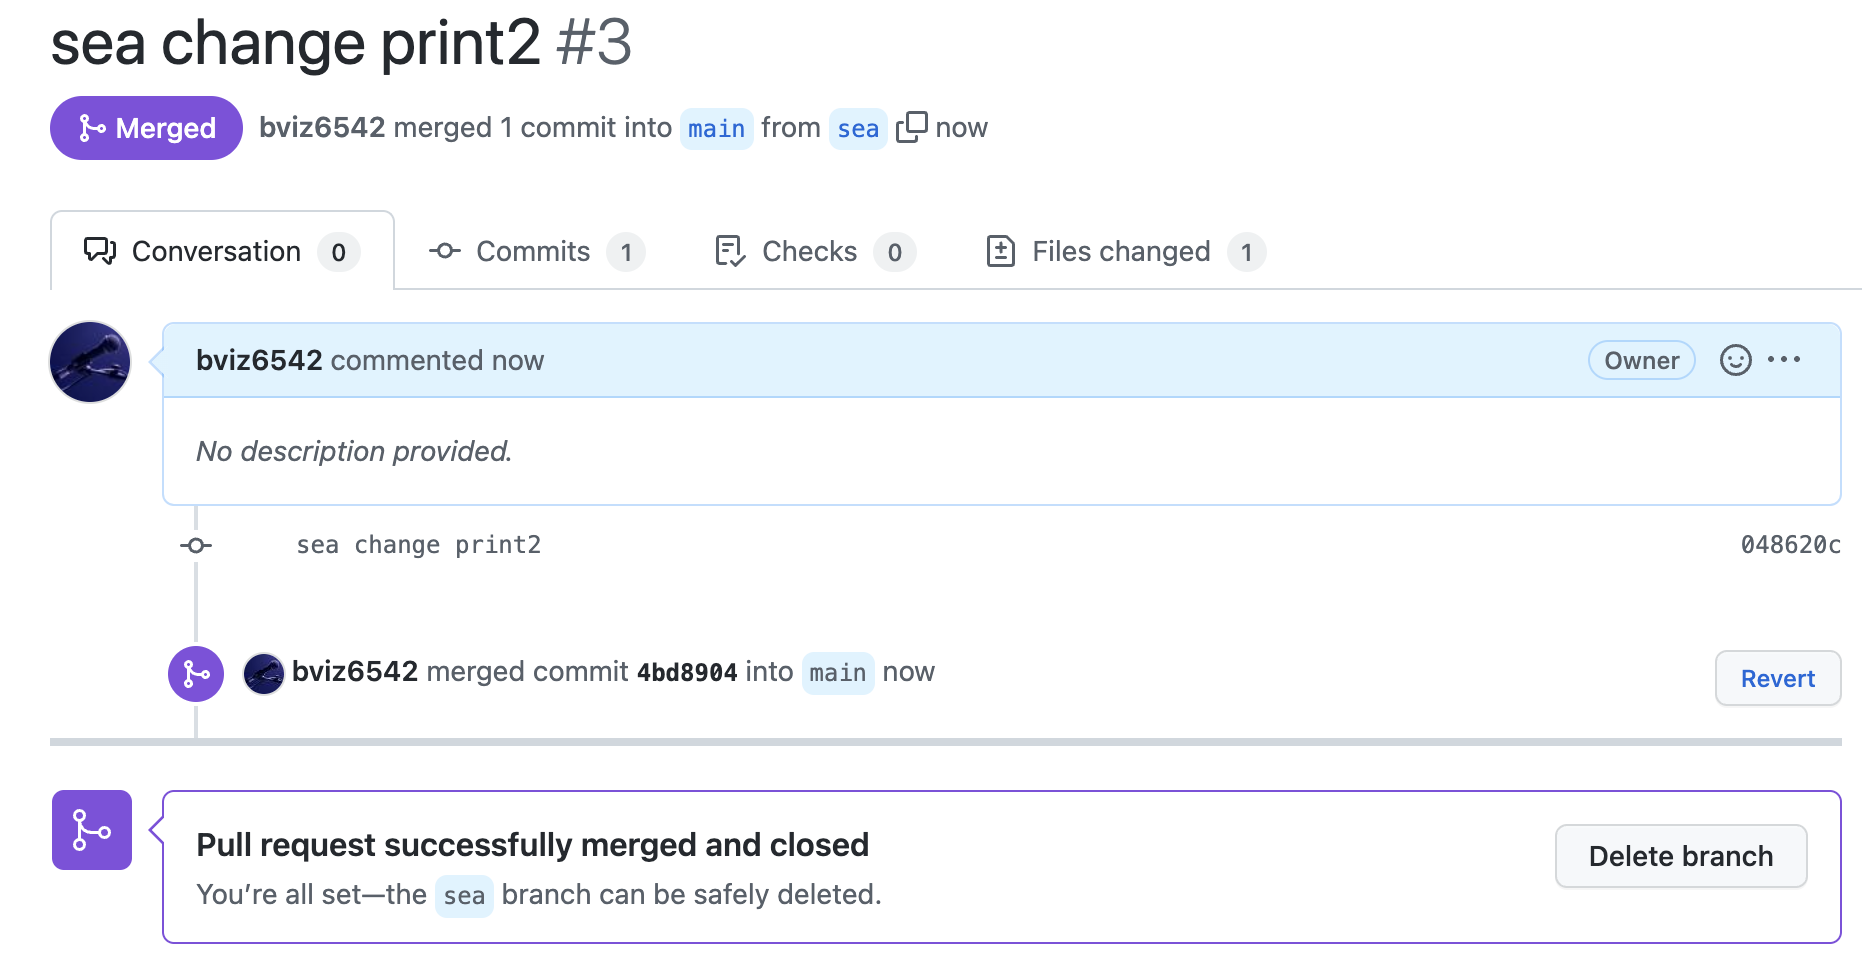 sea change print2 #3
Merged bviz6542 merged 1 commit into main from sea now
Conversation 0 Commits 1 Checks 0 Files changed 1
bviz6542 commented now Owner
No description provided.
sea change print2 048620c
bviz6542 merged commit 4bd8904 into main now Revert
Pull request successfully merged and closed
You’re all set—the sea branch can be safely deleted.
Delete branch